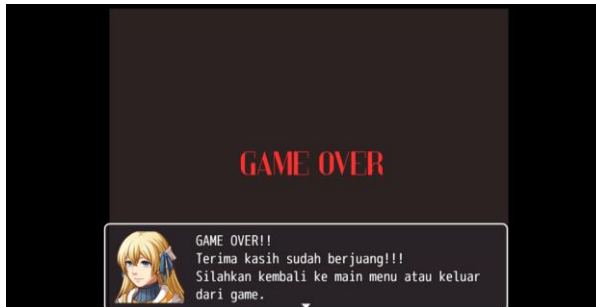 GAME OVER
GAME OVER!!
Terima kasih sudah berjuang!!!
Silahkan kembali ke main menu atau keluar
dari game.